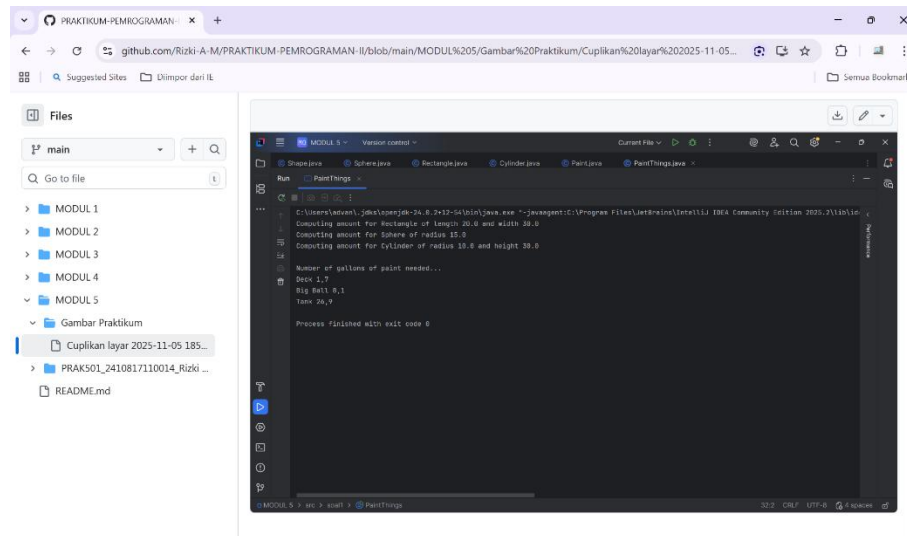 PRAKTIKUM-PEMROGRAMAN-
github.com/Rizki-A-M/PRAKTIKUM-PEMROGRAMAN-II/blob/main/MODUL%205/Gambar%20Praktikum/Cuplikan%20layar%202025-11-05...
Suggested Sites Diimpor dari IE Semua Bookmark
Files
main
Go to file t
MODUL 1
MODUL 2
MODUL 3
MODUL 4
MODUL 5
Gambar Praktikum
Cuplikan layar 2025-11-05 185...
PRAK501_2410817110014_Rizki ...
README.md
MODUL 5 Version control Current File
Shape.java Sphere.java Rectangle.java Cylinder.java Paint.java PaintThings.java
Run PaintThings
C:\Users\advan\.jdks\openjdk-24.0.2+12-54\bin\java.exe "-javaagent:C:\Program Files\JetBrains\IntelliJ IDEA Community Edition 2025.2\lib\
Computing amount for Rectangle of length 20.0 and width 30.0
Computing amount for Sphere of radius 15.0
Computing amount for Cylinder of radius 10.0 and height 30.0
Number of gallons of paint needed...
Deck 1,7
Big Ball 8,1
Tank 26,9
Process finished with exit code 0
Performance
MODUL 5 > src > soal1 > PaintThings 32:2 CRLF UTF-8 4 spaces